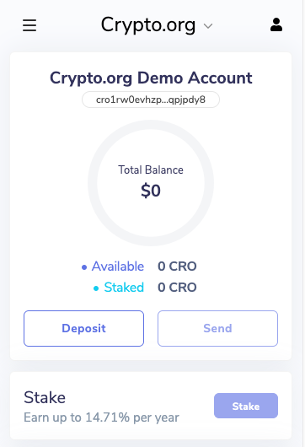 Crypto.org
Crypto.org Demo Account
cro1rw0evhzp...qpjpdy8
Total Balance
$0
Available 0 CRO
Staked 0 CRO
Deposit Send
Stake
Earn up to 14.71% per year
Stake